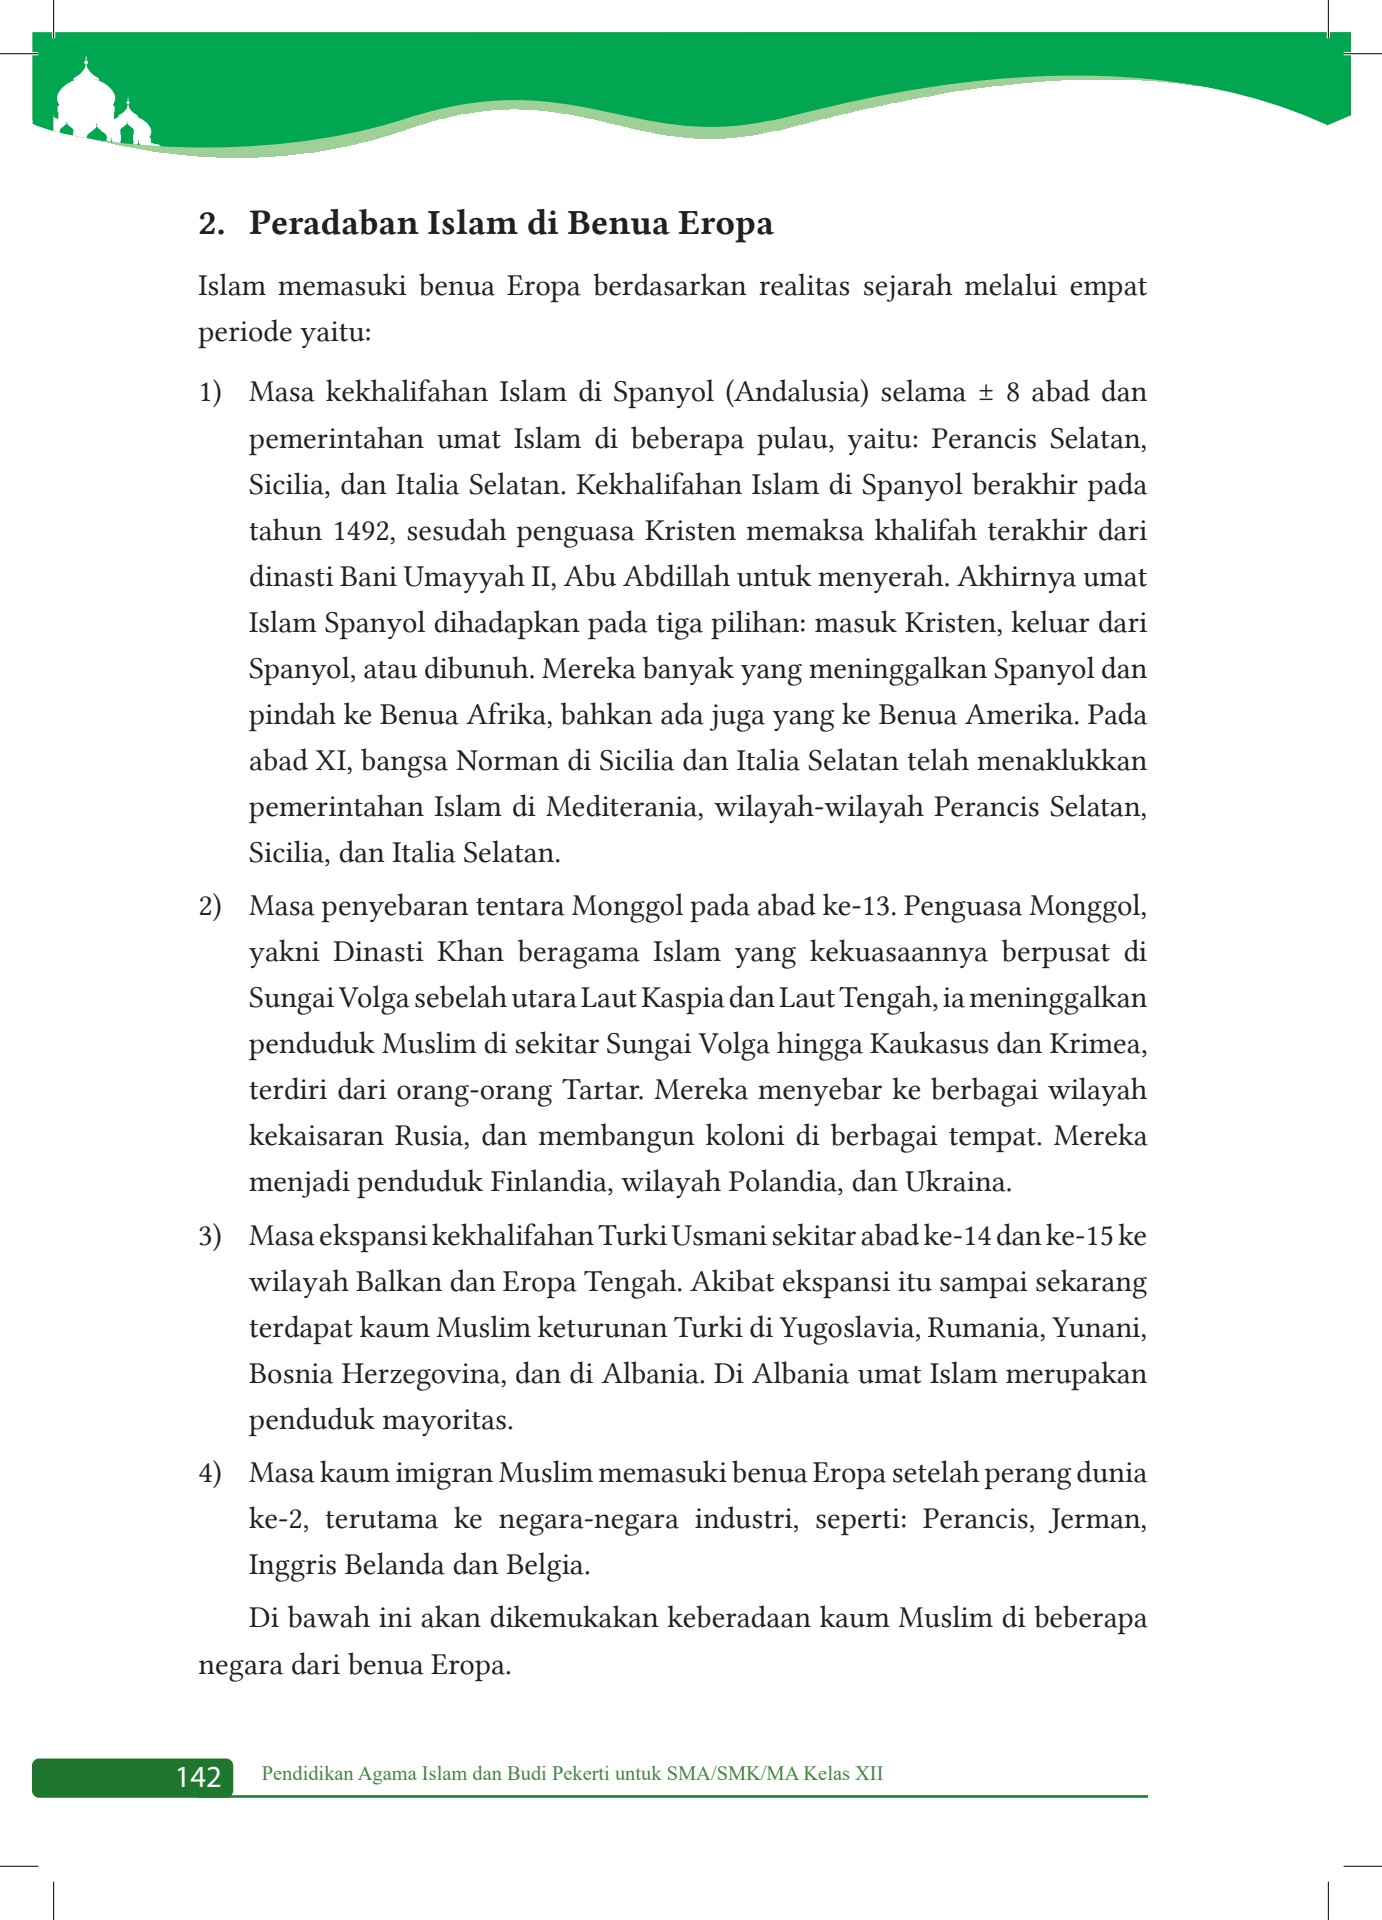 2. Peradaban Islam di Benua Eropa
Islam memasuki benua Eropa berdasarkan realitas sejarah melalui empat
periode yaitu:
1) Masa kekhalifahan Islam di Spanyol (Andalusia) selama ± 8 abad dan
pemerintahan umat Islam di beberapa pulau, yaitu: Perancis Selatan,
Sicilia, dan Italia Selatan. Kekhalifahan Islam di Spanyol berakhir pada
tahun 1492, sesudah penguasa Kristen memaksa khalifah terakhir dari
dinasti Bani Umayyah II, Abu Abdillah untuk menyerah. Akhirnya umat
Islam Spanyol dihadapkan pada tiga pilihan: masuk Kristen, keluar dari
Spanyol, atau dibunuh. Mereka banyak yang meninggalkan Spanyol dan
pindah ke Benua Afrika, bahkan ada juga yang ke Benua Amerika. Pada
abad XI, bangsa Norman di Sicilia dan Italia Selatan telah menaklukkan
pemerintahan Islam di Mediterania, wilayah-wilayah Perancis Selatan,
Sicilia, dan Italia Selatan.
2) Masa penyebaran tentara Monggol pada abad ke-13. Penguasa Monggol,
yakni Dinasti Khan beragama Islam yang kekuasaannya berpusat di
Sungai Volga sebelah utara Laut Kaspia dan Laut Tengah, ia meninggalkan
penduduk Muslim di sekitar Sungai Volga hingga Kaukasus dan Krimea,
terdiri dari orang-orang Tartar. Mereka menyebar ke berbagai wilayah
kekaisaran Rusia, dan membangun koloni di berbagai tempat. Mereka
menjadi penduduk Finlandia, wilayah Polandia, dan Ukraina.
3) Masa ekspansi kekhalifahan Turki Usmani sekitar abad ke-14 dan ke-15 ke
wilayah Balkan dan Eropa Tengah. Akibat ekspansi itu sampai sekarang
terdapat kaum Muslim keturunan Turki di Yugoslavia, Rumania, Yunani,
Bosnia Herzegovina, dan di Albania. Di Albania umat Islam merupakan
penduduk mayoritas.
4) Masa kaum imigran Muslim memasuki benua Eropa setelah perang dunia
ke-2, terutama ke negara-negara industri, seperti: Perancis, Jerman,
Inggris Belanda dan Belgia.
Di bawah ini akan dikemukakan keberadaan kaum Muslim di beberapa
negara dari benua Eropa.
142 Pendidikan Agama Islam dan Budi Pekerti untuk SMA/SMK/MA Kelas XII